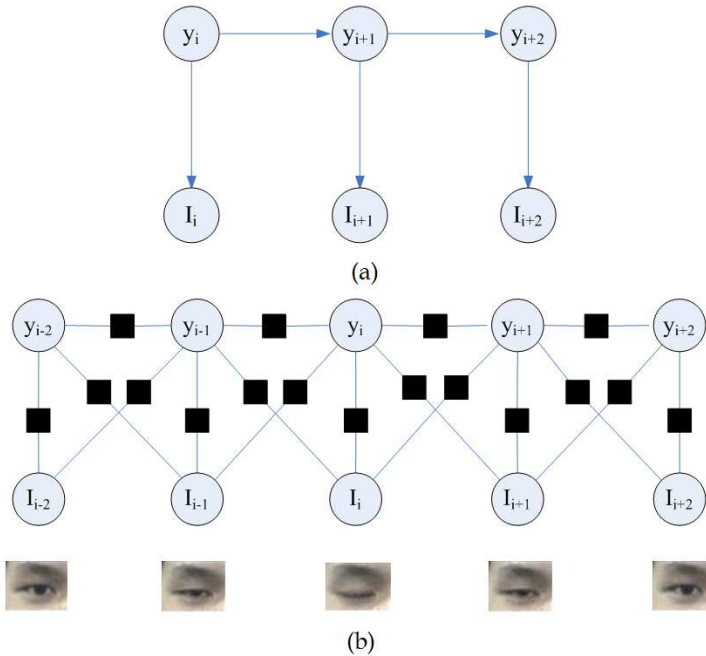 yᵢ yᵢ₊₁ yᵢ₊₂
Iᵢ Iᵢ₊₁ Iᵢ₊₂
(a)
yᵢ₋₂ yᵢ₋₁ yᵢ yᵢ₊₁ yᵢ₊₂
Iᵢ₋₂ Iᵢ₋₁ Iᵢ Iᵢ₊₁ Iᵢ₊₂
(b)